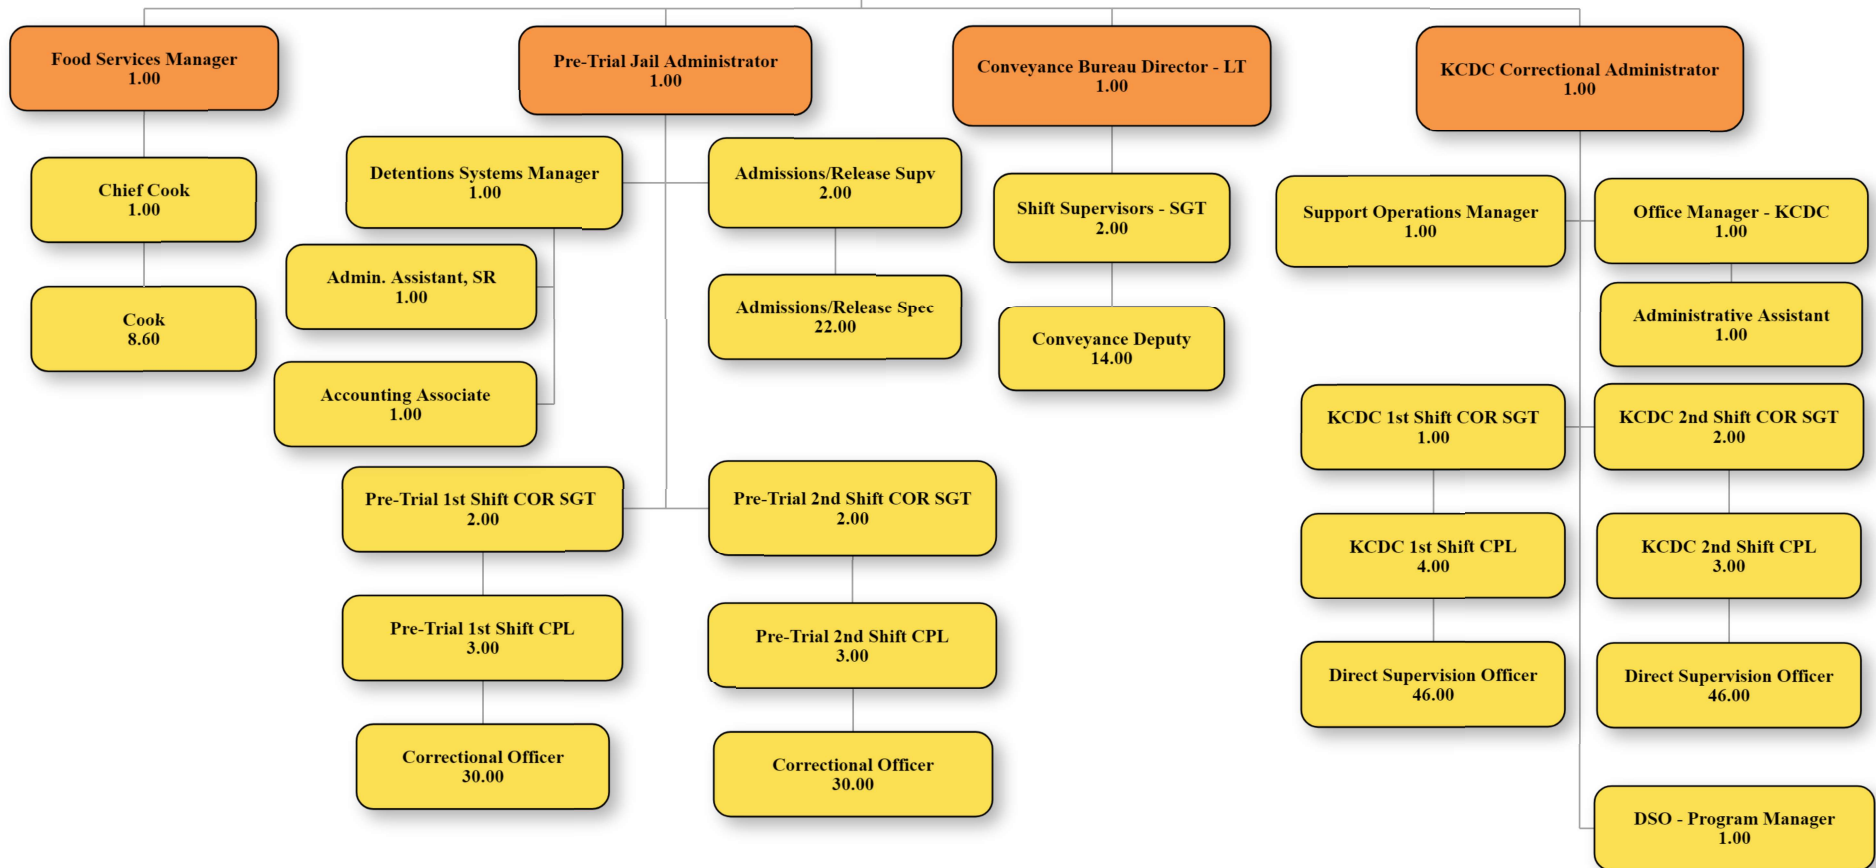 Food Services Manager
1.00
Pre-Trial Jail Administrator
1.00
Conveyance Bureau Director - LT
1.00
KCDC Correctional Administrator
1.00
Chief Cook
1.00
Cook
8.60
Detentions Systems Manager
1.00
Admissions/Release Supv
2.00
Admin. Assistant, SR
1.00
Admissions/Release Spec
22.00
Accounting Associate
1.00
Pre-Trial 1st Shift COR SGT
2.00
Pre-Trial 2nd Shift COR SGT
2.00
Pre-Trial 1st Shift CPL
3.00
Pre-Trial 2nd Shift CPL
3.00
Correctional Officer
30.00
Correctional Officer
30.00
Shift Supervisors - SGT
2.00
Conveyance Deputy
14.00
Support Operations Manager
1.00
Office Manager - KCDC
1.00
Administrative Assistant
1.00
KCDC 1st Shift COR SGT
1.00
KCDC 2nd Shift COR SGT
2.00
KCDC 1st Shift CPL
4.00
KCDC 2nd Shift CPL
3.00
Direct Supervision Officer
46.00
Direct Supervision Officer
46.00
DSO - Program Manager
1.00